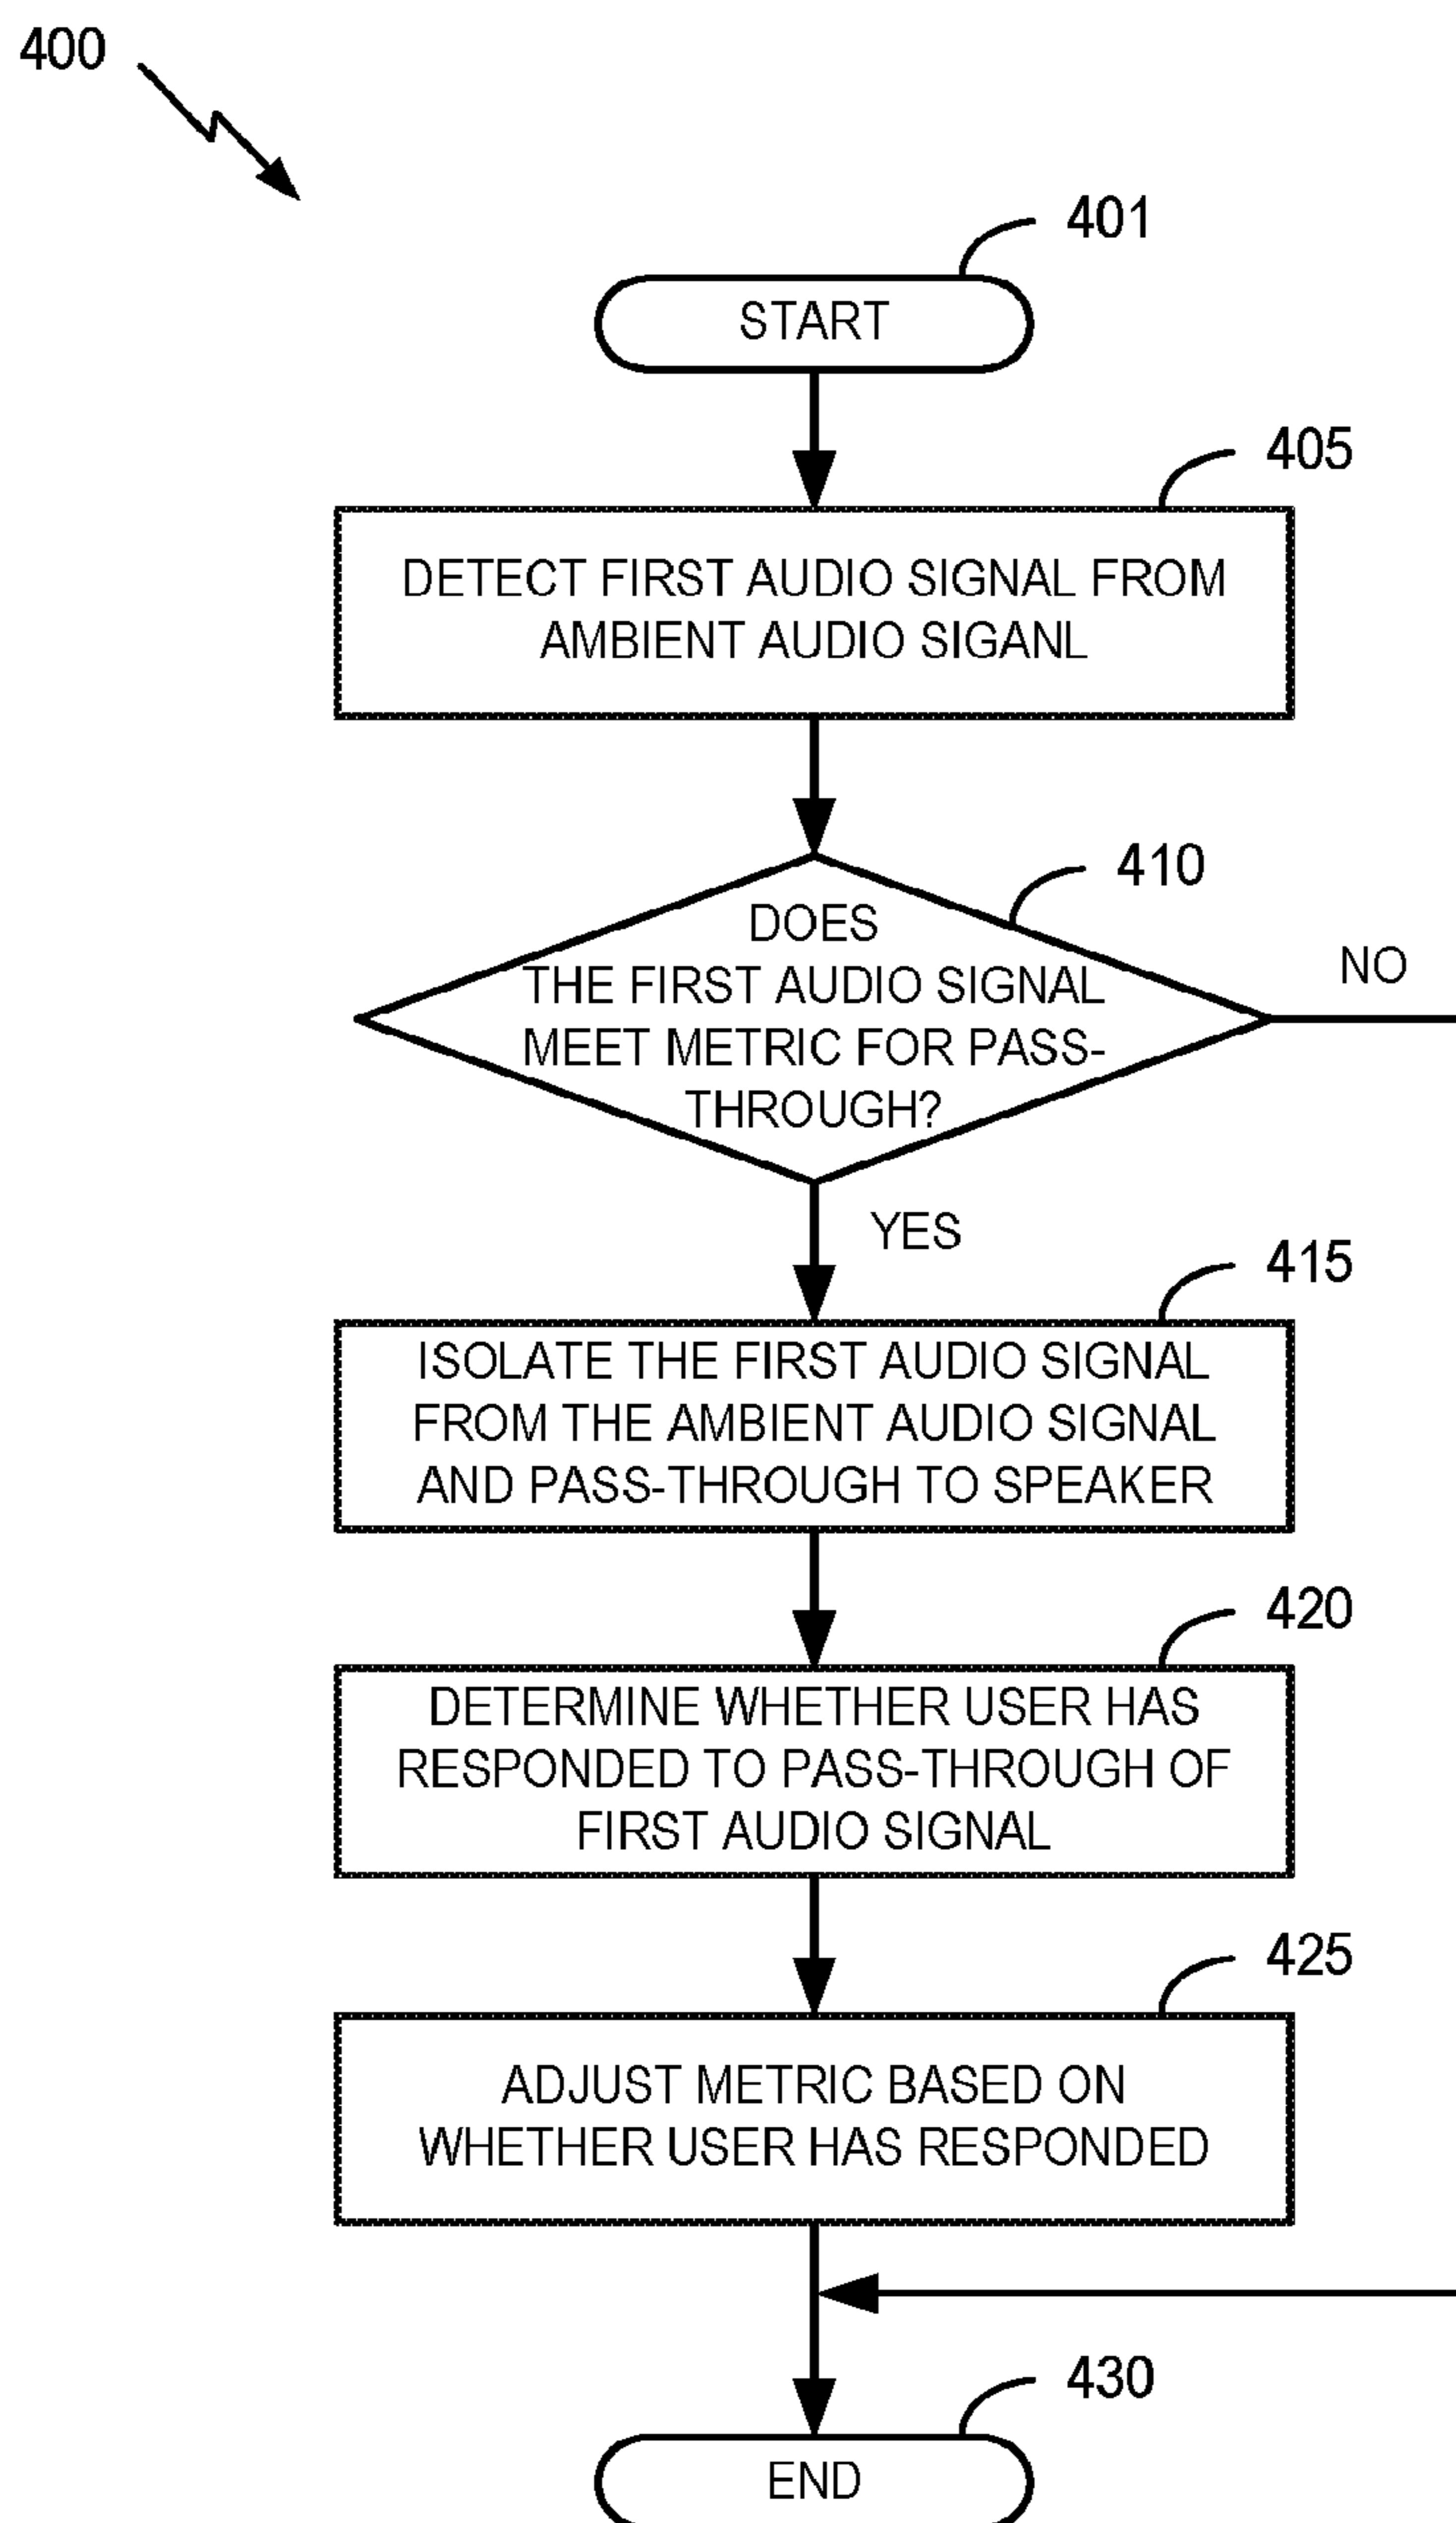 400
401
START
405
DETECT FIRST AUDIO SIGNAL FROM
AMBIENT AUDIO SIGANL
410
DOES
THE FIRST AUDIO SIGNAL
MEET METRIC FOR PASS-
THROUGH?
NO
YES
415
ISOLATE THE FIRST AUDIO SIGNAL
FROM THE AMBIENT AUDIO SIGNAL
AND PASS-THROUGH TO SPEAKER
420
DETERMINE WHETHER USER HAS
RESPONDED TO PASS-THROUGH OF
FIRST AUDIO SIGNAL
425
ADJUST METRIC BASED ON
WHETHER USER HAS RESPONDED
430
END